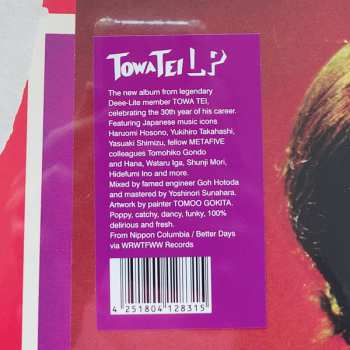 TOWA TEI LP
The new album from legendary
Deee-Lite member TOWA TEI,
celebrating the 30th year of his career.
Featuring Japanese music icons
Haruomi Hosono, Yukihiro Takahashi,
Yasuaki Shimizu, fellow METAFIVE
colleagues Tomohiko Gondo
and Hana, Wataru Iga, Shunji Mori,
Hidefumi Ino and more.
Mixed by famed engineer Goh Hotoda
and mastered by Yoshinori Sunahara.
Artwork by painter TOMOO GOKITA.
Poppy, catchy, dancy, funky, 100%
delirious and fresh.
From Nippon Columbia / Better Days
via WRWTFWW Records
4 251804 128315